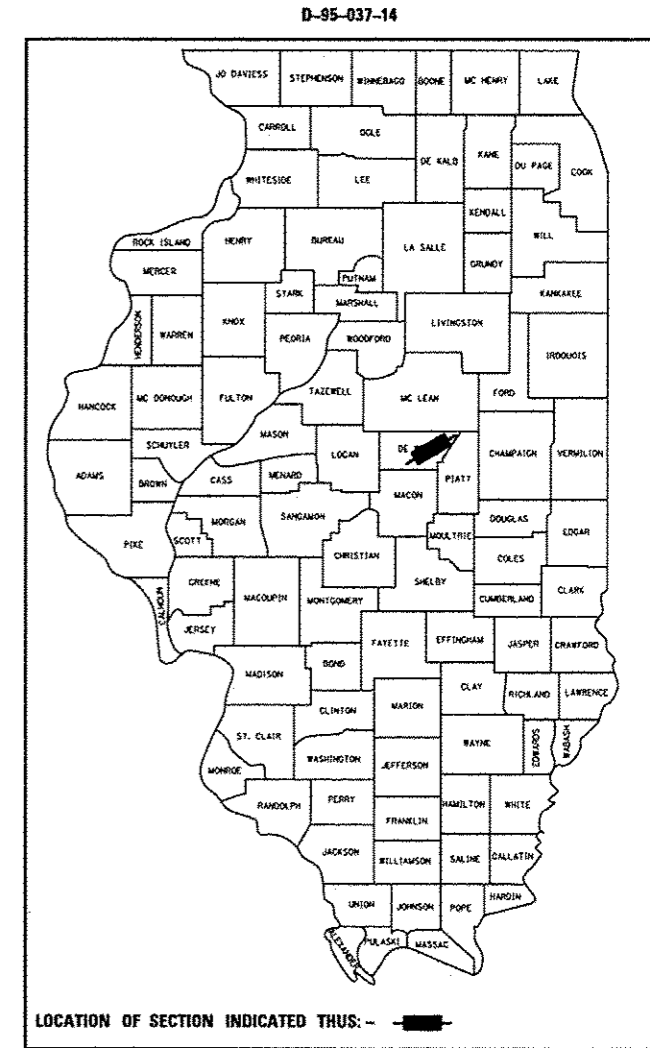 D-95-037-14
JO DAVIESS STEPHENSON WINNEBAGO BOONE MC HENRY LAKE
CARROLL OGLE DE KALB KANE DU PAGE COOK
WHITESIDE LEE
KENDALL WILL
ROCK ISLAND HENRY BUREAU LA SALLE GRUNDY
MERCER PUTNAM KANKAKEE
STARK MARSHALL
HENDERSON WARREN KNOX PEORIA WOODFORD LIVINGSTON IROQUOIS
HANCOCK MC DONOUGH FULTON TAZEWELL MC LEAN FORD
MASON
SCHUYLER LOGAN DE CHAMPAIGN VERMILION
ADAMS BROWN CASS MENARD PIATT
MACON
PIKE SCOTT MORGAN SANGAMON MOULTRIE DOUGLAS EDGAR
CHRISTIAN COLES
GREENE SHELBY
CALHOUN MACOUPIN MONTGOMERY CUMBERLAND CLARK
JERSEY FAYETTE EFFINGHAM JASPER CRAWFORD
BOND
MADISON CLAY RICHLAND LAWRENCE
CLINTON MARION
ST. CLAIR WAYNE EDWARDS WABASH
WASHINGTON JEFFERSON
MONROE
RANDOLPH PERRY HAMILTON WHITE
FRANKLIN
JACKSON WILLIAMSON SALINE GALLATIN
UNION JOHNSON POPE HARDIN
ALEXANDER PULASKI MASSAC
LOCATION OF SECTION INDICATED THUS: -